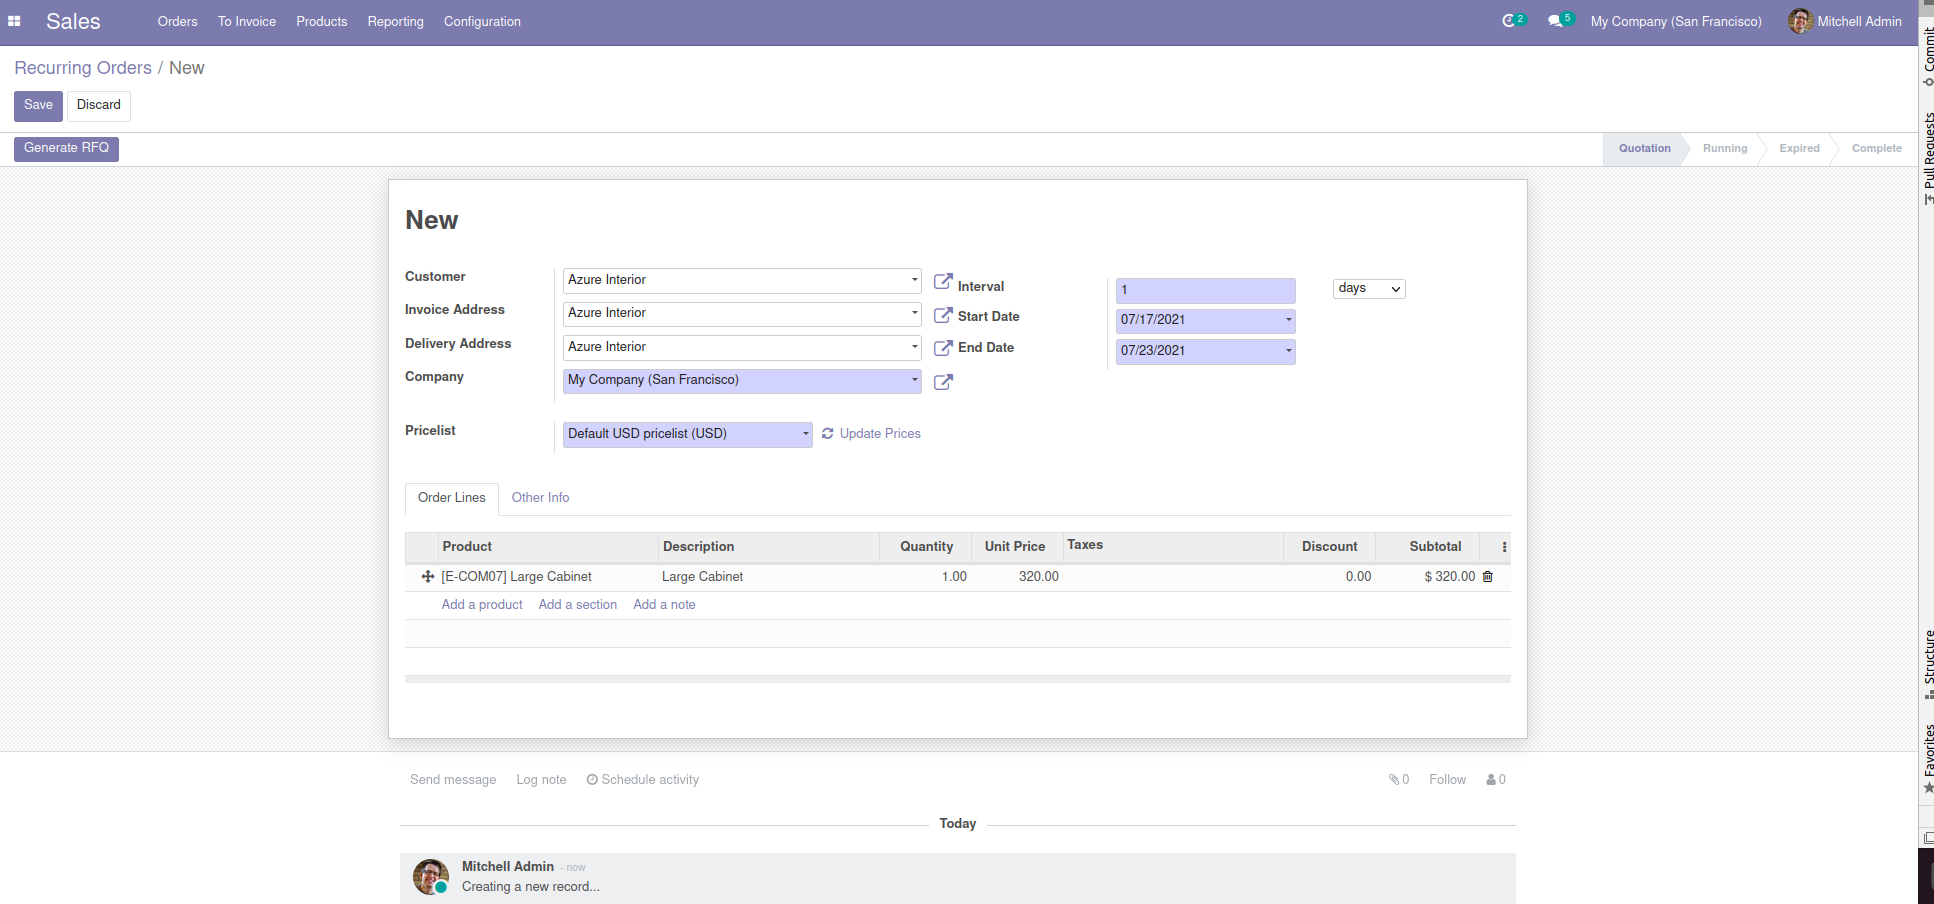 Sales Orders To Invoice Products Reporting Configuration 2 5 My Company (San Francisco) Mitchell Admin
Recurring Orders / New
Save Discard
Generate RFQ Quotation Running Expired Complete
New
Customer Azure Interior Interval 1 days
Invoice Address Azure Interior Start Date 07/17/2021
Delivery Address Azure Interior End Date 07/23/2021
Company My Company (San Francisco)
Pricelist Default USD pricelist (USD) Update Prices
Order Lines Other Info
Product Description Quantity Unit Price Taxes Discount Subtotal
[E-COM07] Large Cabinet Large Cabinet 1.00 320.00 0.00 $ 320.00
Add a product Add a section Add a note
Send message Log note Schedule activity 0 Follow 0
Today
Mitchell Admin - now
Creating a new record...
Commit
Pull Requests
Structure
Favorites